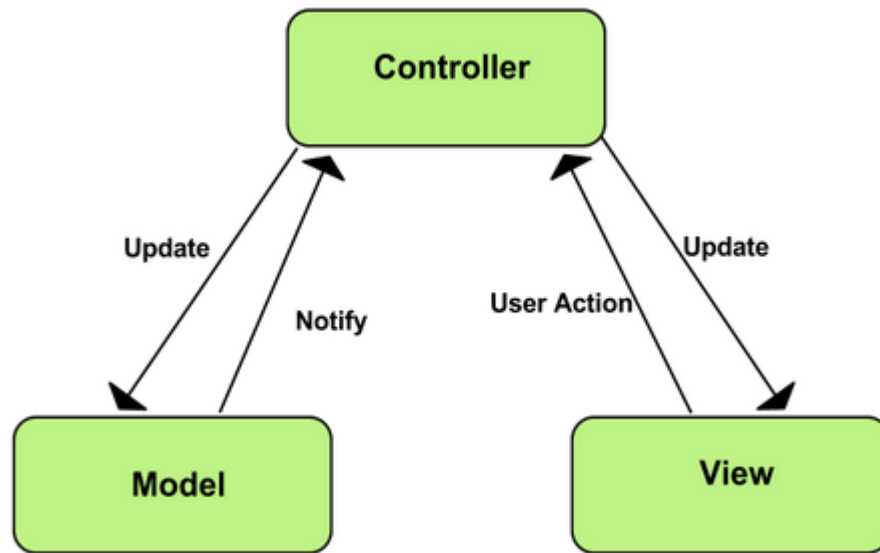 Controller
Update
Update
User Action
Notify
Model
View